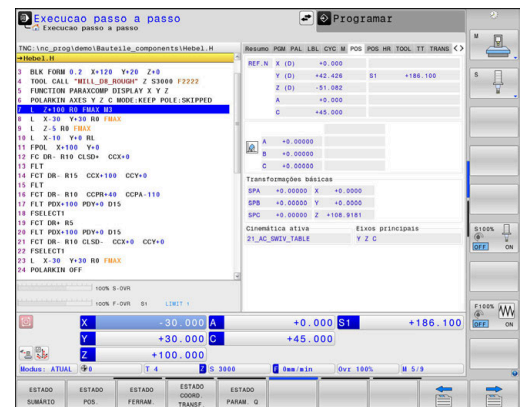 Execucao passo a passo
Execucao passo a passo
Programar
TNC:\nc_prog\demo\Bauteile_components\Hebel.H
→Hebel.H
3 BLK FORM 0.2 X+120 Y+20 Z+0
4 TOOL CALL "MILL_D8_ROUGH" Z S3000 F2222
5 FUNCTION PARAXCOMP DISPLAY X Y Z
6 POLARKIN AXES Y Z C MODE:KEEP POLE:SKIPPED
7 L Z+100 R0 FMAX M3
8 L X-30 Y+30 R0 FMAX
9 L Z-5 R0 FMAX
10 L X-10 Y+0 RL
11 FPOL X+100 Y+0
12 FC DR- R10 CLSD+ CCX+0
13 FLT
14 FCT DR- R15 CCX+100 CCY+0
15 FLT
16 FCT DR- R10 CCPR+40 CCPA-110
17 FLT PDX+100 PDY+0 D15
18 FSELECT1
19 FCT DR+ R5
20 FLT PDX+100 PDY+0 D15
21 FCT DR- R10 CLSD- CCX+0 CCY+0
22 FSELECT1
23 L X-30 Y+30 R0 FMAX
24 POLARKIN OFF
100% S-OVR
100% F-OVR S1 LIMIT 1
Resumo PGM PAL LBL CYC M POS POS HR TOOL TT TRANS
REF.N X (D) +0.000
Y (D) +42.426 S1 +186.100
Z (D) -51.082
A +0.000
C +45.000
A +0.00000
B +0.00000
C +0.00000
Transformações básicas
SPA +0.00000 X +0.0000
SPB +0.00000 Y +0.0000
SPC +0.00000 Z +108.9181
Cinemática ativa Eixos principais
21_AC_SWIV_TABLE Y Z C
X -30.000 A +0.000 S1 +186.100
Y +30.000 C +45.000
Z +100.000
Modus: ATUAL 0 T 4 Z S 3000 F 0mm/min Ovr 100% M 5/9
ESTADO SUMÁRIO
ESTADO POS.
ESTADO FERRAM.
ESTADO COORD. TRANSF.
ESTADO PARAM. Q
M
S
S100%
OFF ON
F100%
OFF ON